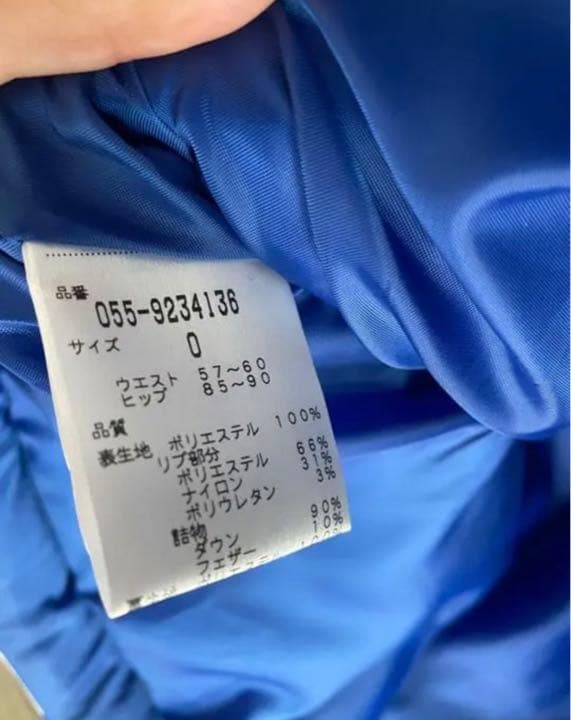 品番
055-9234136
サイズ 0
ウエスト 57〜60
ヒップ 85〜90
品質
表生地 ポリエステル 100%
リブ部分
ポリエステル 66%
ナイロン 31%
ポリウレタン 3%
詰物
ダウン 90%
フェザー 10%